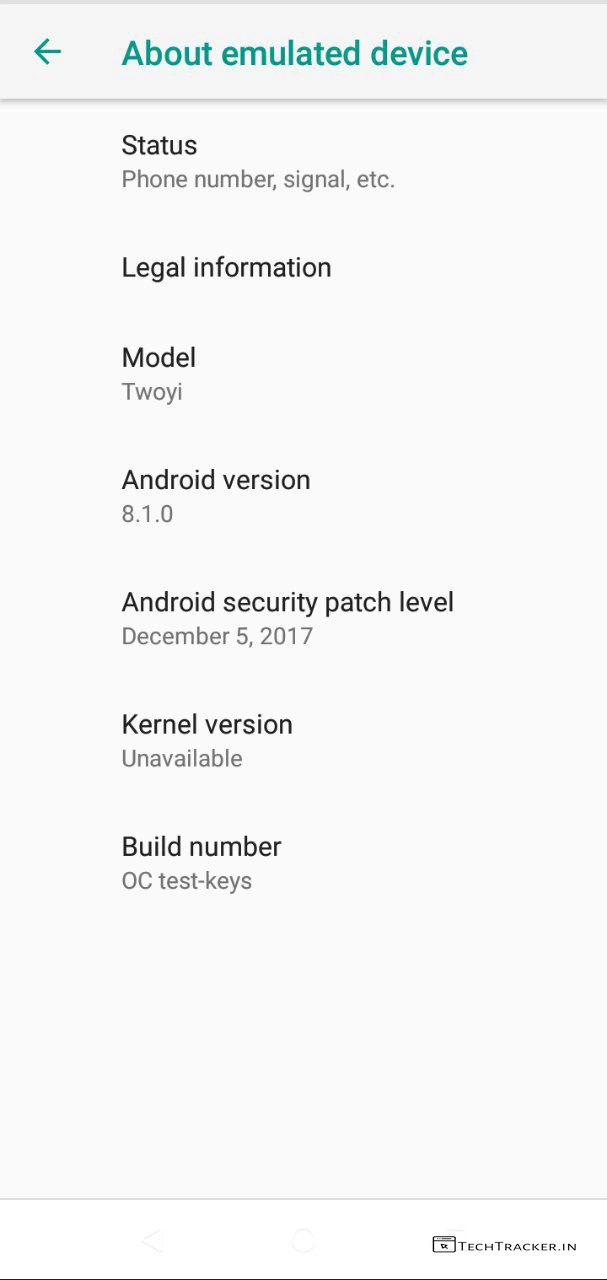 About emulated device
Status
Phone number, signal, etc.
Legal information
Model
Twoyi
Android version
8.1.0
Android security patch level
December 5, 2017
Kernel version
Unavailable
Build number
OC test-keys
TECHTRACKER.IN